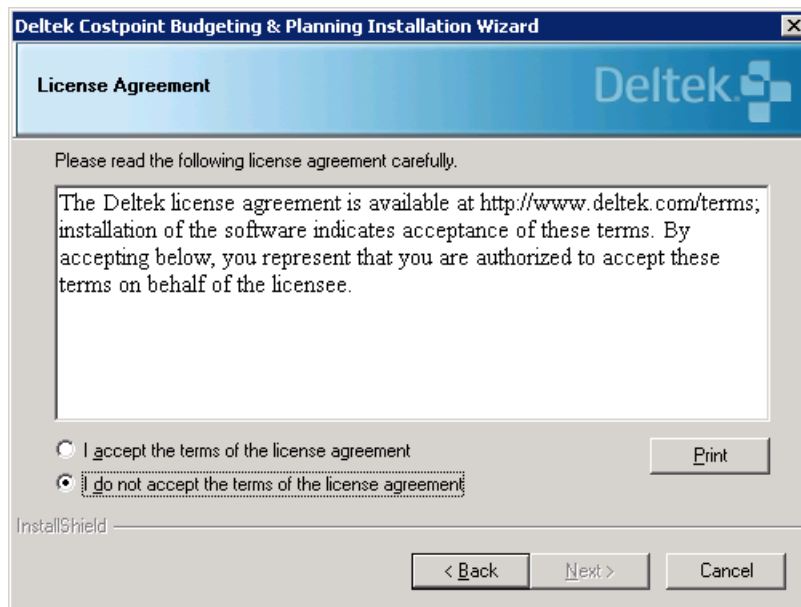 Deltek Costpoint Budgeting & Planning Installation Wizard
License Agreement
Deltek.
Please read the following license agreement carefully.
The Deltek license agreement is available at http://www.deltek.com/terms;
installation of the software indicates acceptance of these terms. By
accepting below, you represent that you are authorized to accept these
terms on behalf of the licensee.
I accept the terms of the license agreement
Print
I do not accept the terms of the license agreement
InstallShield
< Back
Next >
Cancel